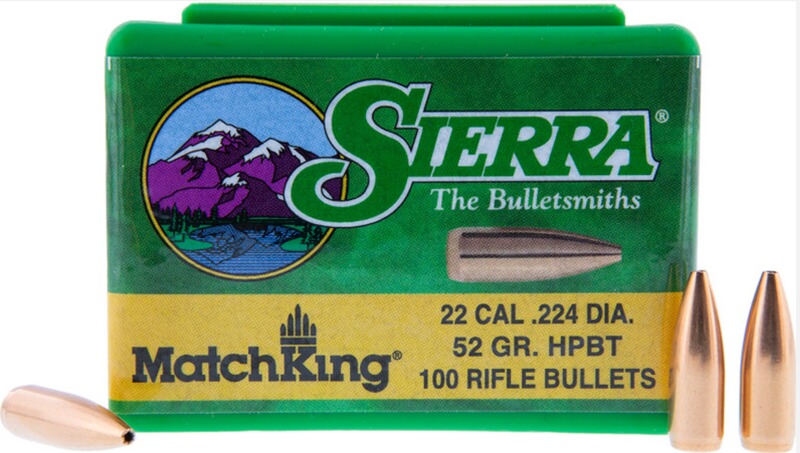 SIERRA®
The Bulletsmiths
22 CAL .224 DIA.
MatchKing®
52 GR. HPBT
100 RIFLE BULLETS